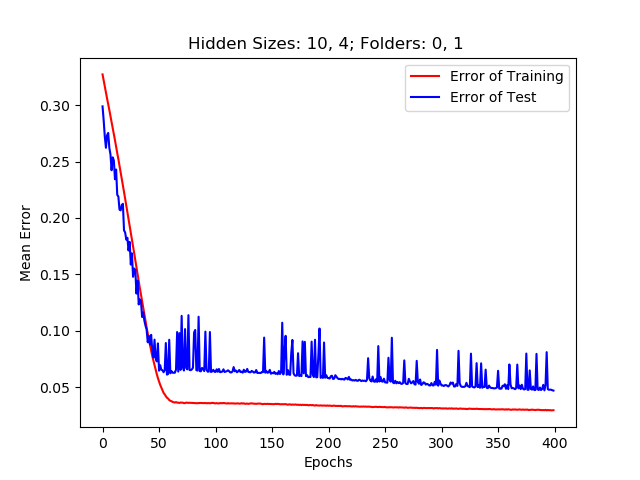 Hidden Sizes: 10, 4; Folders: 0, 1
Error of Training
Error of Test
Mean Error
0.30
0.25
0.20
0.15
0.10
0.05
0 50 100 150 200 250 300 350 400
Epochs